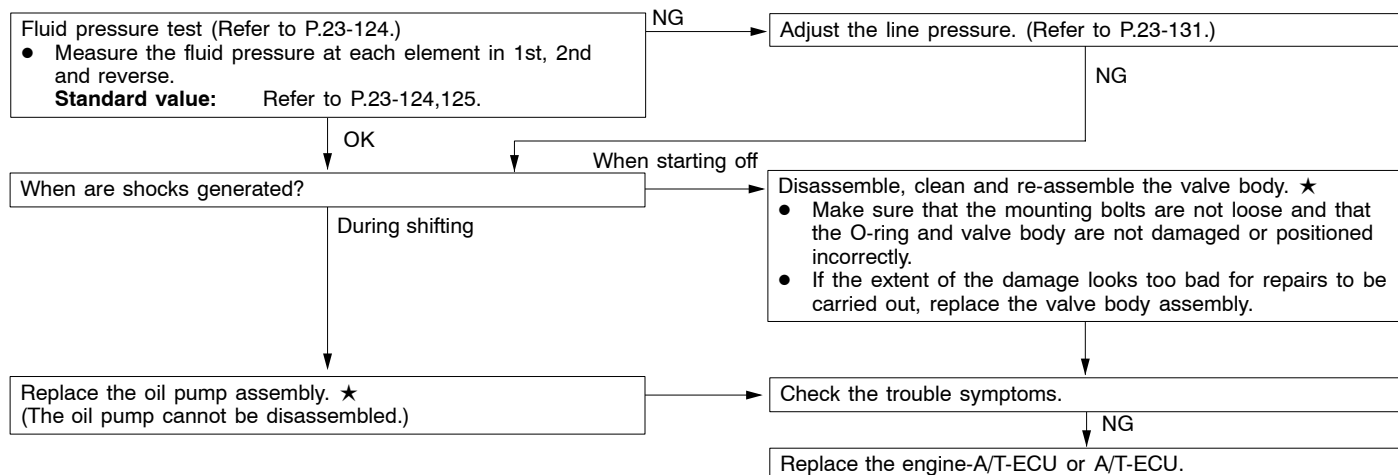 Fluid pressure test (Refer to P.23-124.)
● Measure the fluid pressure at each element in 1st, 2nd
and reverse.
Standard value: Refer to P.23-124,125.
NG
Adjust the line pressure. (Refer to P.23-131.)
NG
OK
When starting off
When are shocks generated?
Disassemble, clean and re-assemble the valve body. ★
● Make sure that the mounting bolts are not loose and that
the O-ring and valve body are not damaged or positioned
incorrectly.
● If the extent of the damage looks too bad for repairs to be
carried out, replace the valve body assembly.
During shifting
Replace the oil pump assembly. ★
(The oil pump cannot be disassembled.)
Check the trouble symptoms.
NG
Replace the engine-A/T-ECU or A/T-ECU.